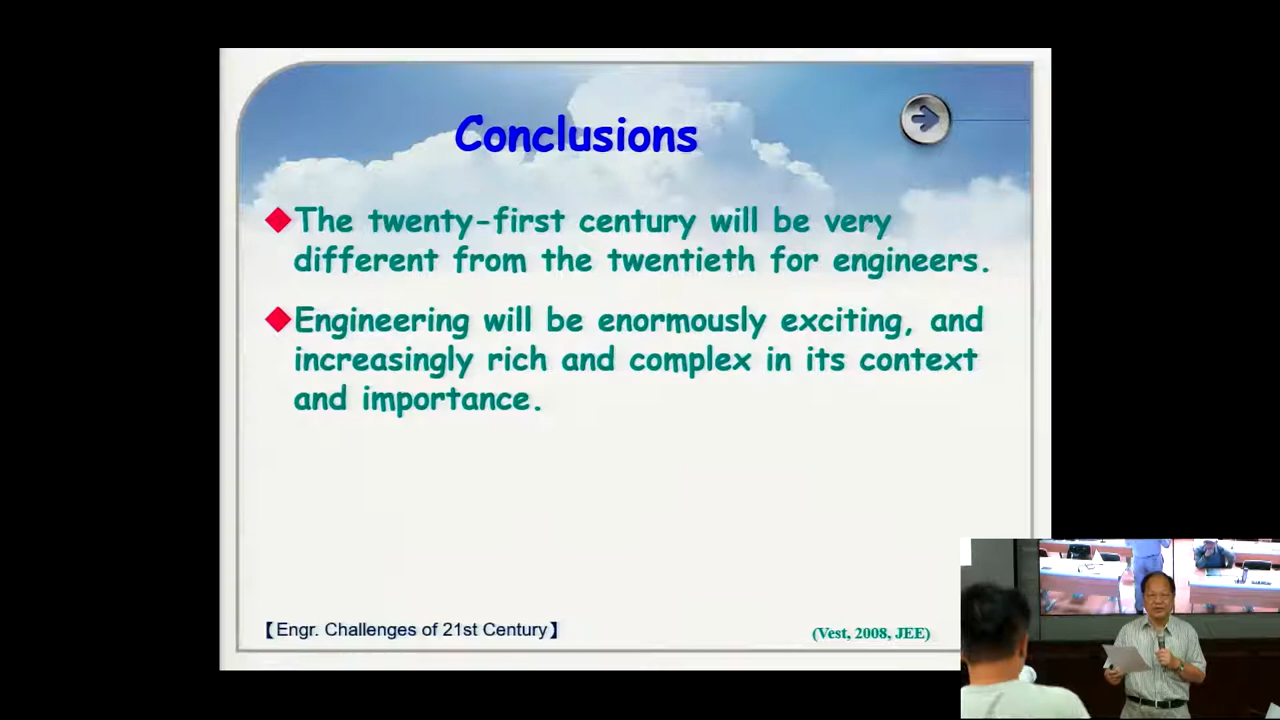 Conclusions
The twenty-first century will be very
different from the twentieth for engineers.
Engineering will be enormously exciting, and
increasingly rich and complex in its context
and importance.
【Engr. Challenges of 21st Century】
(Vest, 2008, JEE)